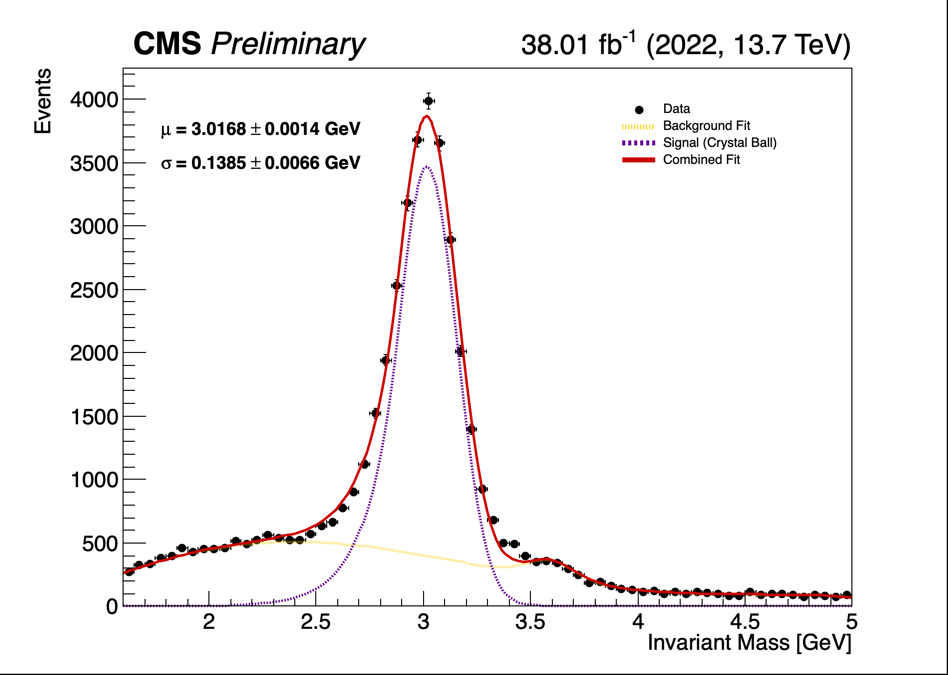 CMS Preliminary 38.01 fb⁻¹ (2022, 13.7 TeV)
Events
4000
3500
3000
2500
2000
1500
1000
500
0
μ = 3.0168 ± 0.0014 GeV
σ = 0.1385 ± 0.0066 GeV
Data
Background Fit
Signal (Crystal Ball)
Combined Fit
2 2.5 3 3.5 4 4.5 5
Invariant Mass [GeV]